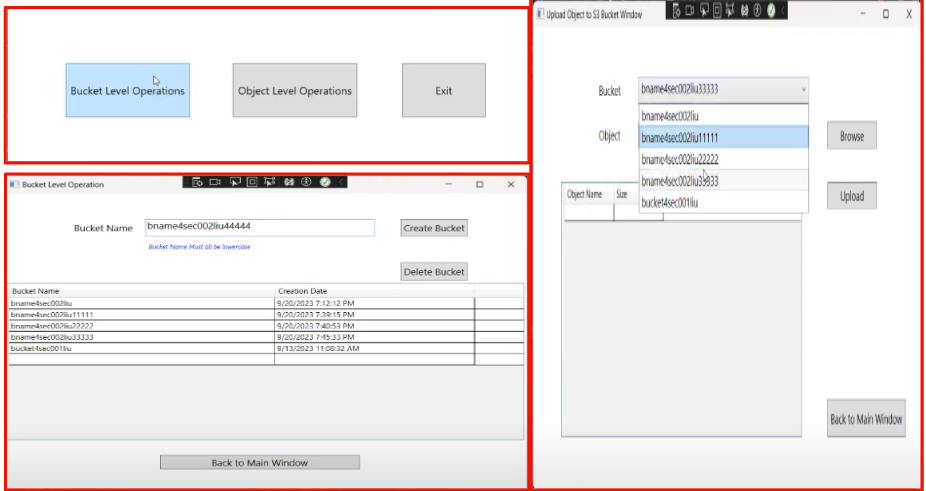 Bucket Level Operations
Object Level Operations
Exit
Bucket Level Operation
Bucket Name
bname4sec002liu44444
Create Bucket
Bucket Name Must all be lowercase
Delete Bucket
Bucket Name Creation Date
bname4sec002liu 9/20/2023 7:12:12 PM
bname4sec002liu11111 9/20/2023 7:39:15 PM
bname4sec002liu22222 9/20/2023 7:40:53 PM
bname4sec002liu33333 9/20/2023 7:45:33 PM
bucket4sec001liu 9/13/2023 11:08:32 AM
Back to Main Window
Upload Object to S3 Bucket Window
Bucket
bname4sec002liu33333
bname4sec002liu
Object
bname4sec002liu11111
Browse
bname4sec002liu22222
bname4sec002liu33333
Object Name Size
bucket4sec001liu
Upload
Back to Main Window